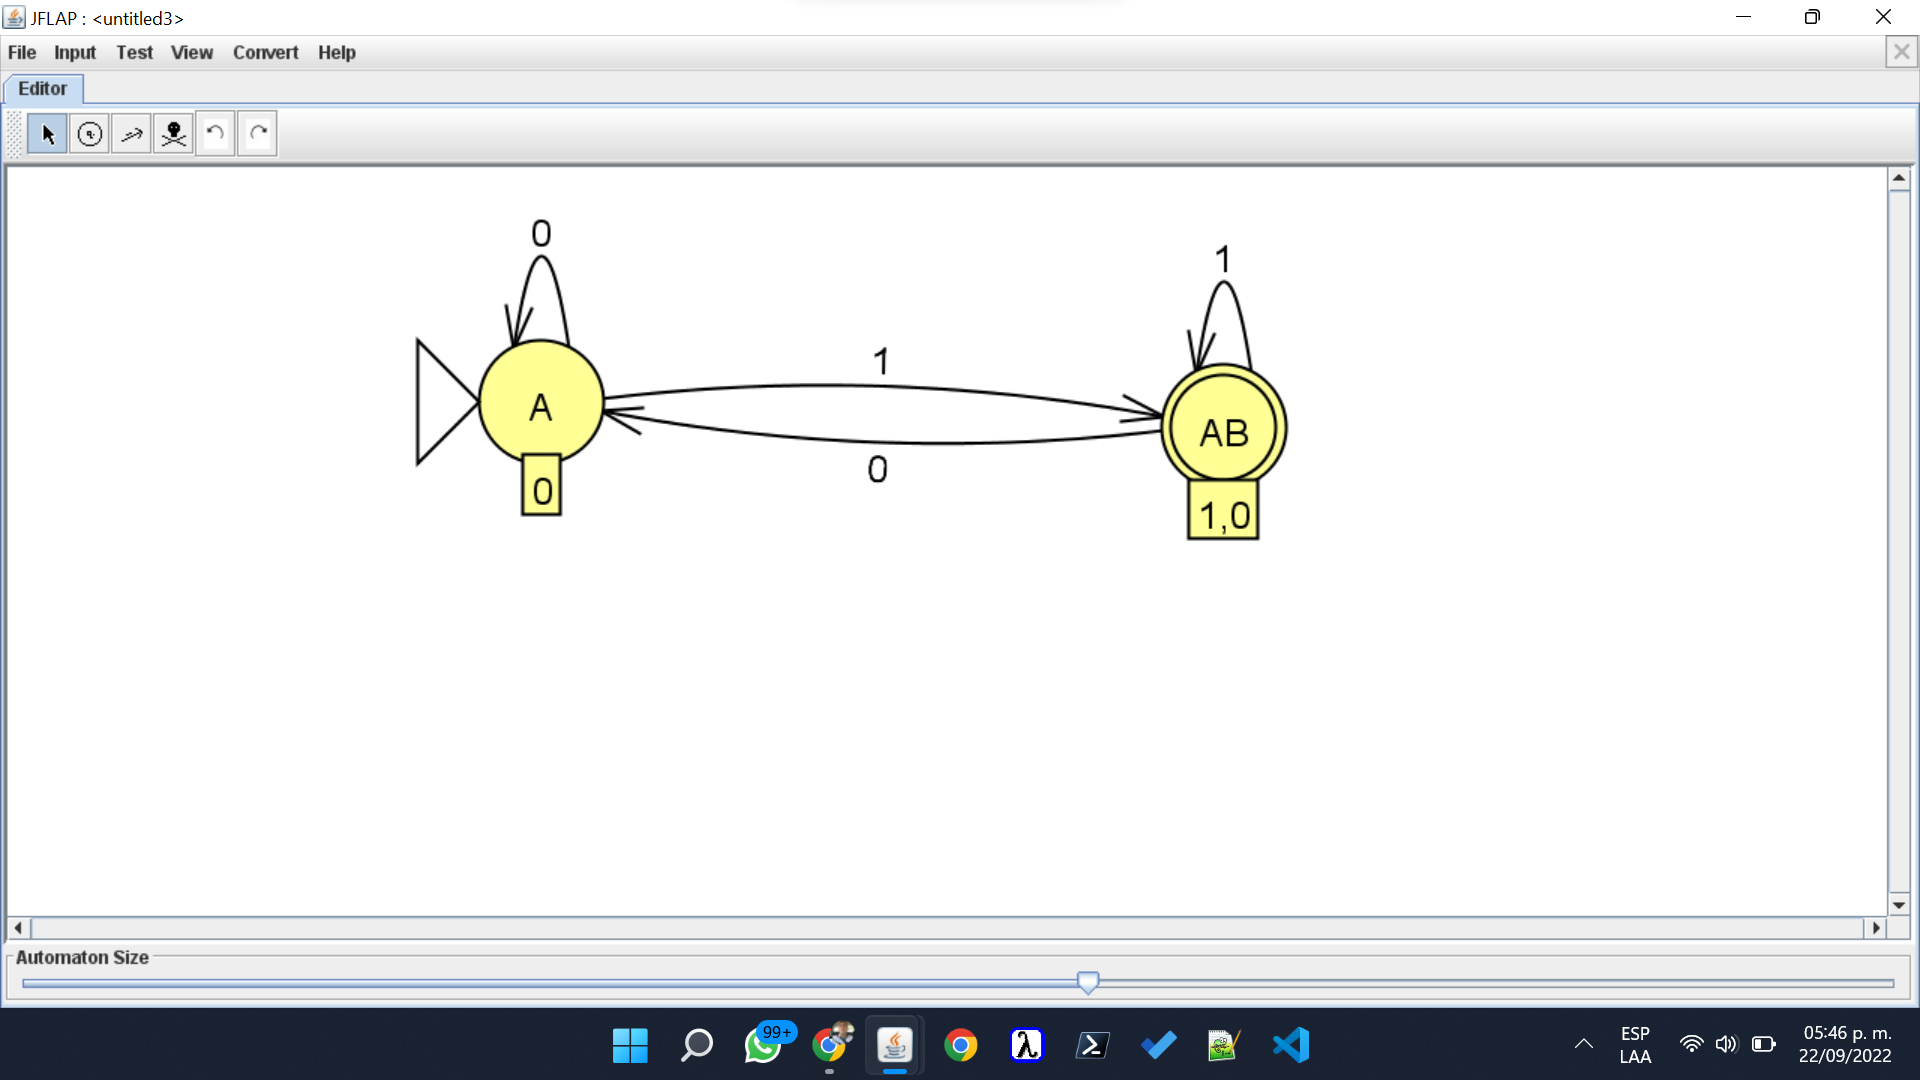 JFLAP : <untitled3>
File Input Test View Convert Help
Editor
0
1
1
A
AB
0
0
1,0
Automaton Size
99+
ESP
LAA
05:46 p. m.
22/09/2022